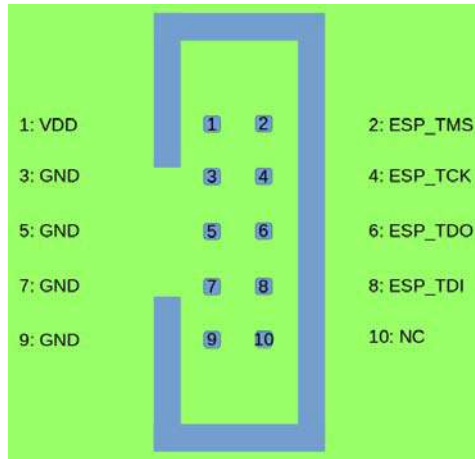 1: VDD 1 2 2: ESP_TMS
3: GND 3 4 4: ESP_TCK
5: GND 5 6 6: ESP_TDO
7: GND 7 8 8: ESP_TDI
9: GND 9 10 10: NC